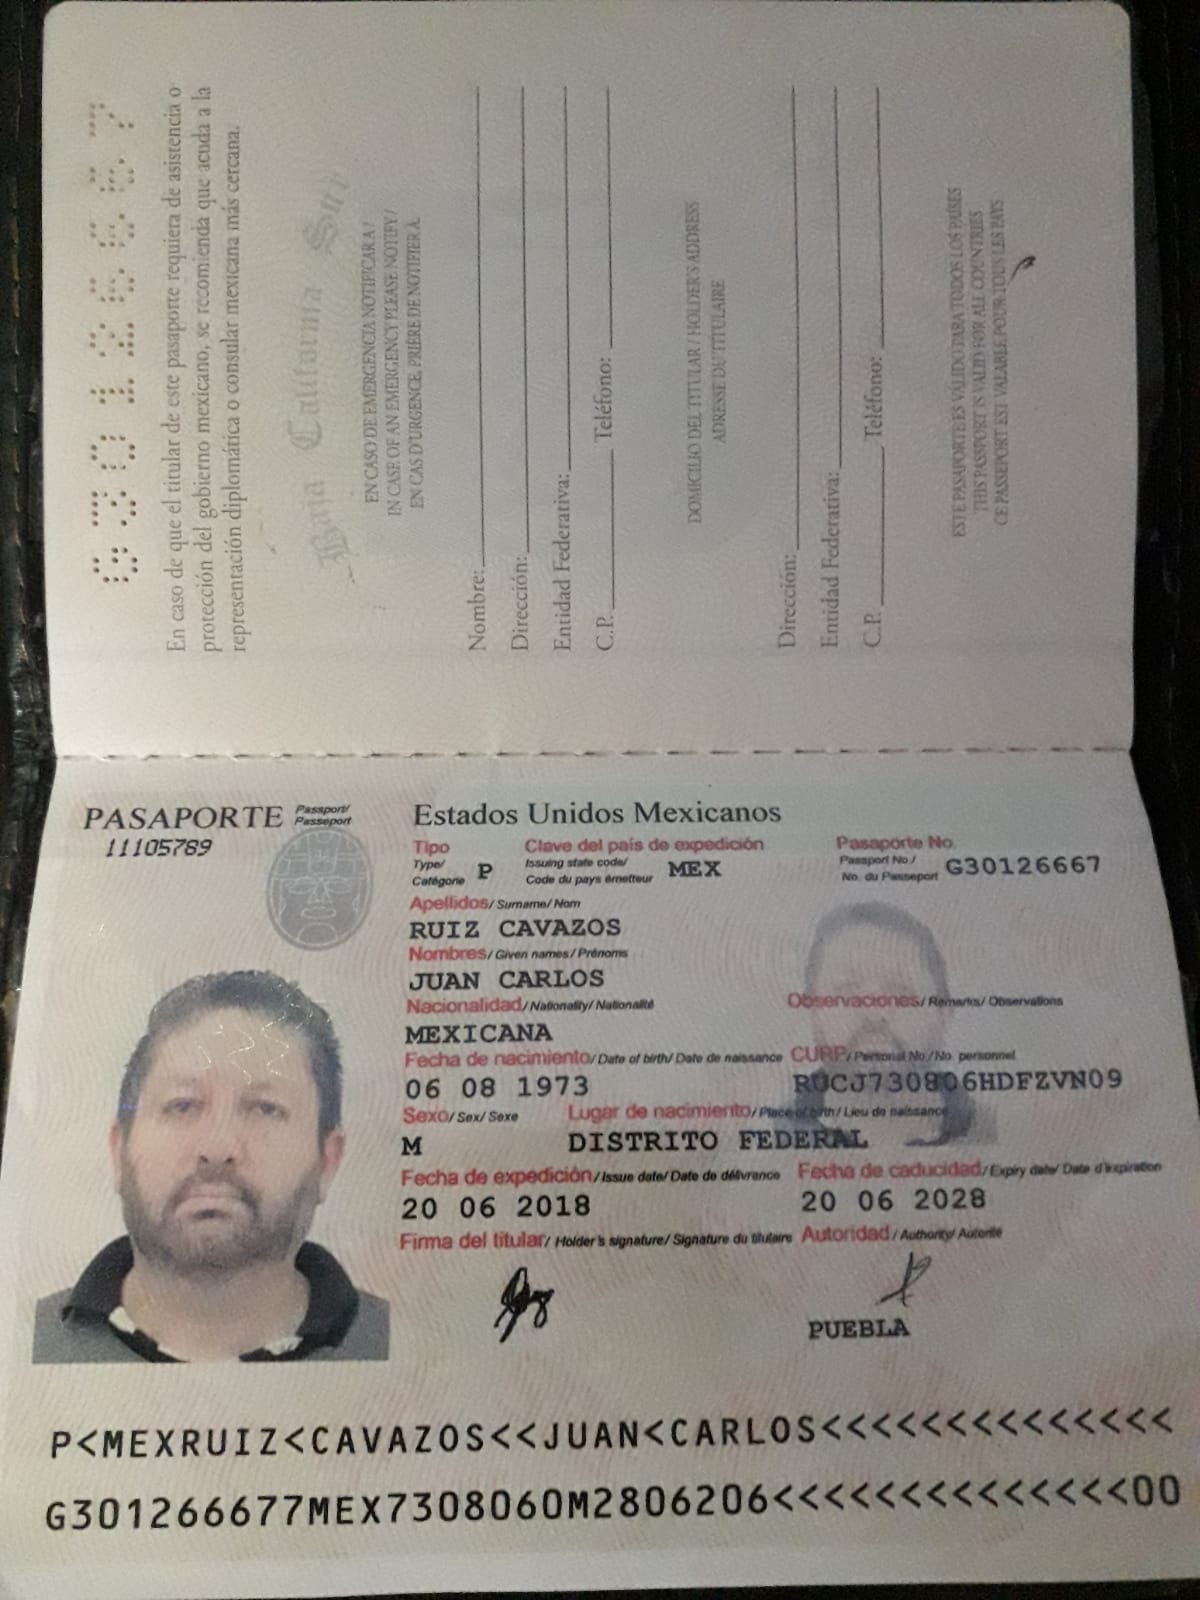 G30126667
En caso de que el titular de este pasaporte requiera de asistencia o
protección del gobierno mexicano, se recomienda que acuda a la
representación diplomática o consular mexicana más cercana.
Baja California Sur
EN CASO DE EMERGENCIA NOTIFICAR A /
IN CASE OF AN EMERGENCY PLEASE NOTIFY /
EN CAS D'URGENCE, PRIÈRE DE NOTIFIER À.
Nombre:
Dirección:
Entidad Federativa:
C.P. Teléfono:
DOMICILIO DEL TITULAR / HOLDER'S ADDRESS
ADRESSE DU TITULAIRE
Dirección:
Entidad Federativa:
C.P. Teléfono:
ESTE PASAPORTE ES VÁLIDO PARA TODOS LOS PAÍSES
THIS PASSPORT IS VALID FOR ALL COUNTRIES
CE PASSEPORT EST VALABLE POUR TOUS LES PAYS
PASAPORTE Passport/ Passeport
11105789
Estados Unidos Mexicanos
Tipo Clave del país de expedición Pasaporte No.
Type/ Catégorie P Issuing state code/ Code du pays émetteur MEX Passport No./ No. du Passeport G30126667
Apellidos/ Surname/ Nom
RUIZ CAVAZOS
Nombres/ Given names/ Prénoms
JUAN CARLOS
Nacionalidad/ Nationality/ Nationalité Observaciones/ Remarks/ Observations
MEXICANA
Fecha de nacimiento/ Date of birth/ Date de naissance CURP/ Personal No./No. personnel
06 08 1973 RUCJ730806HDFZVN09
Sexo/ Sex/ Sexe Lugar de nacimiento/ Place of birth/ Lieu de naissance
M DISTRITO FEDERAL
Fecha de expedición/ Issue date/ Date de délivrance Fecha de caducidad/ Expiry date/ Date d'expiration
20 06 2018 20 06 2028
Firma del titular/ Holder's signature/ Signature du titulaire Autoridad/ Authority/ Autorité
PUEBLA
P<MEXRUIZ<CAVAZOS<<JUAN<CARLOS<<<<<<<<<<<<<<
G301266677MEX7308060M2806206<<<<<<<<<<<<<<00